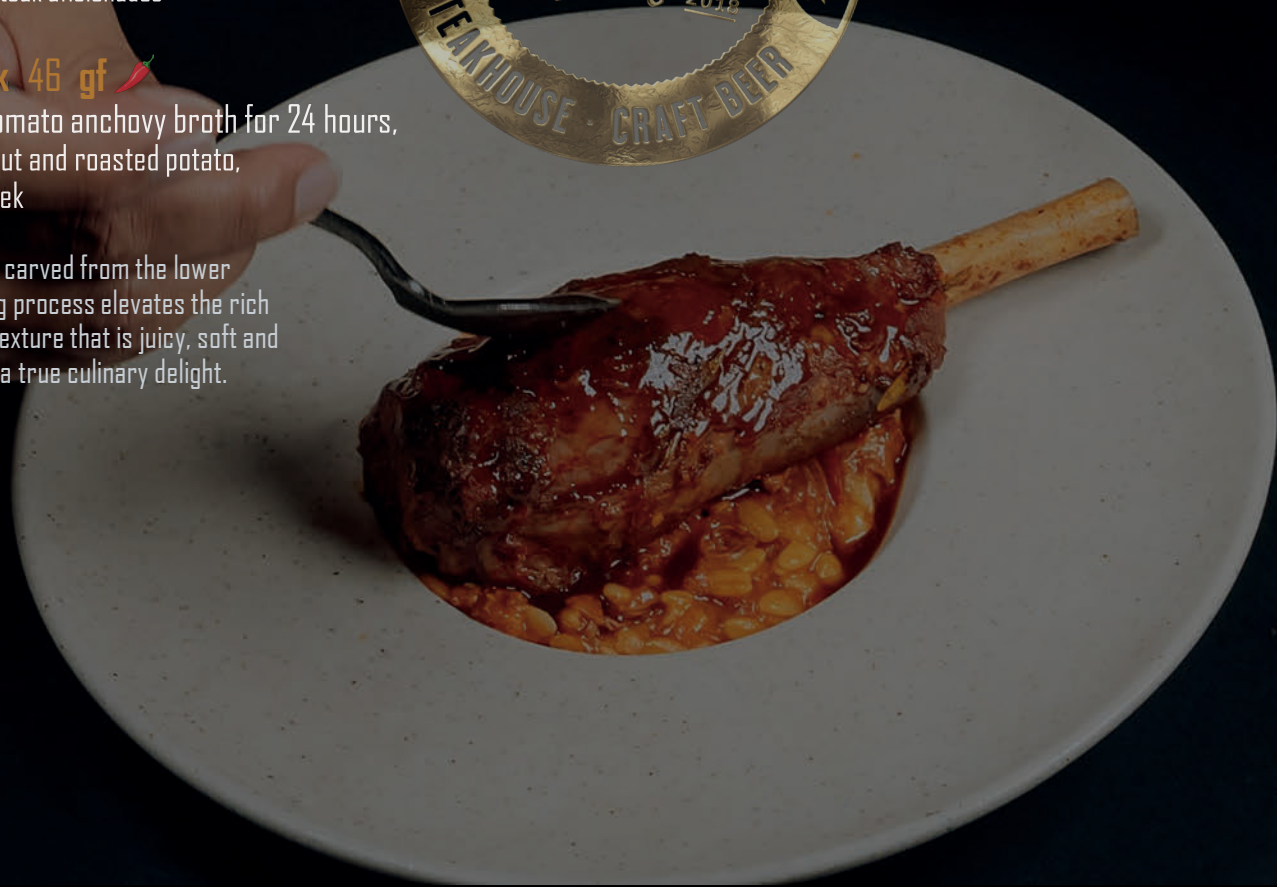 k 46 gf
omato anchovy broth for 24 hours,
ut and roasted potato,
ek
carved from the lower
g process elevates the rich
exture that is juicy, soft and
a true culinary delight.
2018
STEAKHOUSE · CRAFT BEER